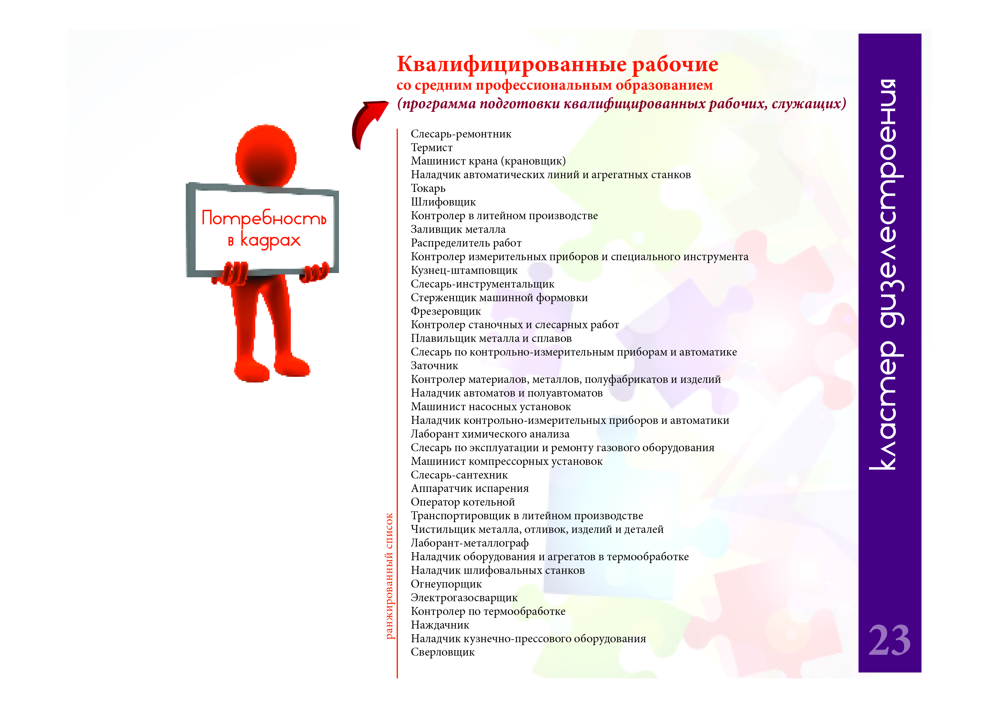 Квалифицированные рабочие
со средним профессиональным образованием
(программа подготовки квалифицированных рабочих, служащих)
Потребность
в кадрах
Слесарь-ремонтник
Термист
Машинист крана (крановщик)
Наладчик автоматических линий и агрегатных станков
Токарь
Шлифовщик
Контролер в литейном производстве
Заливщик металла
Распределитель работ
Контролер измерительных приборов и специального инструмента
Кузнец-штамповщик
Слесарь-инструментальщик
Стерженщик машинной формовки
Фрезеровщик
Контролер станочных и слесарных работ
Плавильщик металла и сплавов
Слесарь по контрольно-измерительным приборам и автоматике
Заточник
Контролер материалов, металлов, полуфабрикатов и изделий
Наладчик автоматов и полуавтоматов
Машинист насосных установок
Наладчик контрольно-измерительных приборов и автоматики
Лаборант химического анализа
Слесарь по эксплуатации и ремонту газового оборудования
Машинист компрессорных установок
Слесарь-сантехник
Аппаратчик испарения
Оператор котельной
Транспортировщик в литейном производстве
Чистильщик металла, отливок, изделий и деталей
Лаборант-металлограф
Наладчик оборудования и агрегатов в термообработке
Наладчик шлифовальных станков
Огнеупорщик
Электрогазосварщик
Контролер по термообработке
Наждачник
Наладчик кузнечно-прессового оборудования
Сверловщик
ранжированный список
кластер дизелестроения
23